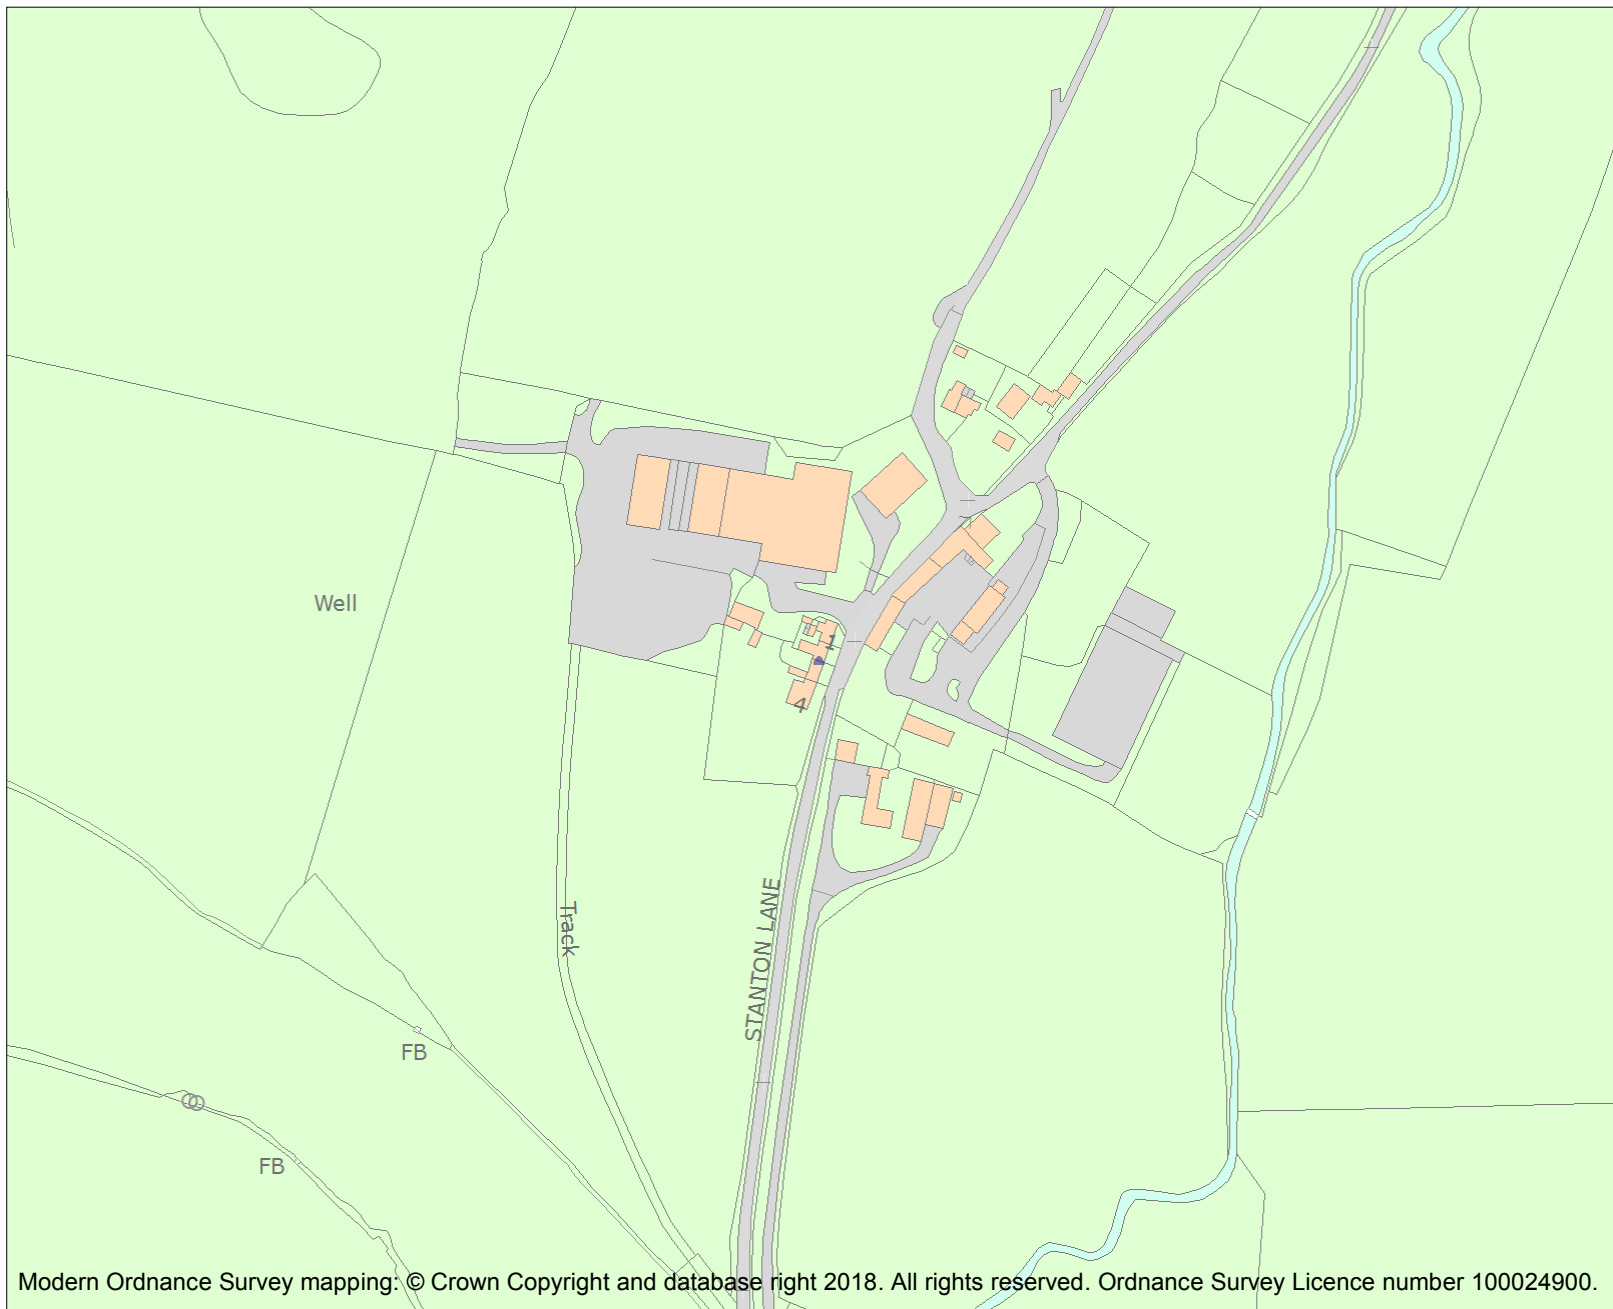 Well
1
4
Track
STANTON LANE
FB
FB
Modern Ordnance Survey mapping: © Crown Copyright and database right 2018. All rights reserved. Ordnance Survey Licence number 100024900.